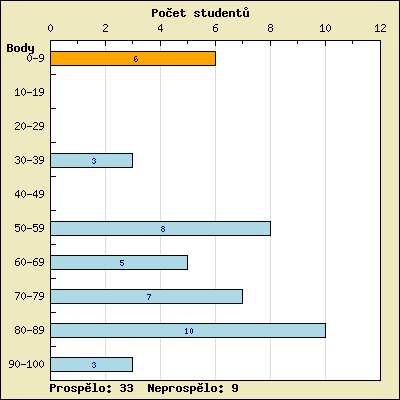 Počet studentů
0 2 4 6 8 10 12
Body
0-9 6
10-19
20-29
30-39 3
40-49
50-59 8
60-69 5
70-79 7
80-89 10
90-100 3
Prospělo: 33 Neprospělo: 9